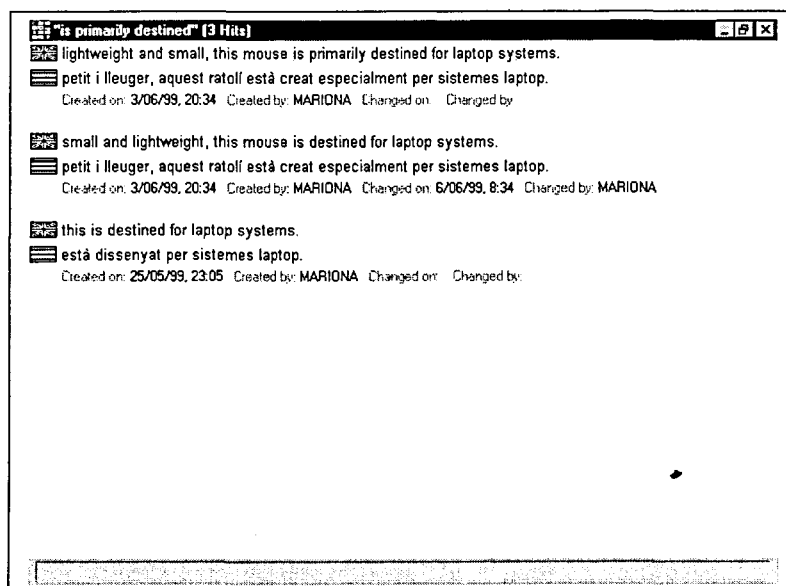 "is primarily destined" (3 Hits)
lightweight and small, this mouse is primarily destined for laptop systems.
petit i lleuger, aquest ratolí està creat especialment per sistemes laptop.
Created on: 3/06/99, 20:34 Created by: MARIONA Changed on: Changed by
small and lightweight, this mouse is destined for laptop systems.
petit i lleuger, aquest ratolí està creat especialment per sistemes laptop.
Created on: 3/06/99, 20:34 Created by: MARIONA Changed on: 6/06/99, 8:34 Changed by: MARIONA
this is destined for laptop systems.
està dissenyat per sistemes laptop.
Created on: 25/05/99, 23:05 Created by: MARIONA Changed on: Changed by: